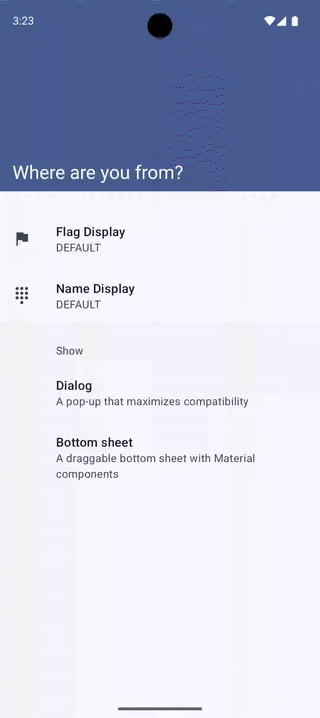 3:23
Where are you from?
Flag Display
DEFAULT
Name Display
DEFAULT
Show
Dialog
A pop-up that maximizes compatibility
Bottom sheet
A draggable bottom sheet with Material
components